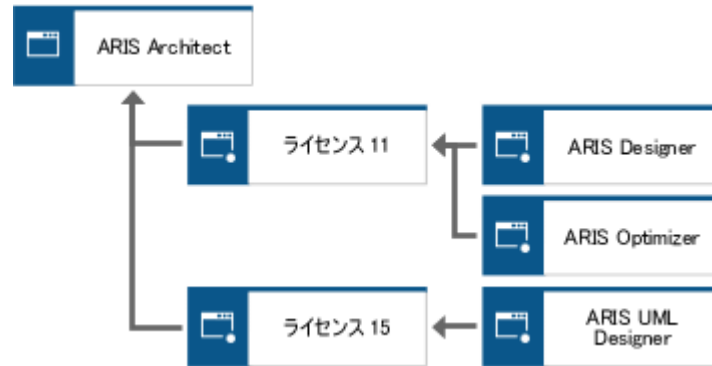 ARIS Architect
ライセンス 11
ARIS Designer
ARIS Optimizer
ライセンス 15
ARIS UML
Designer